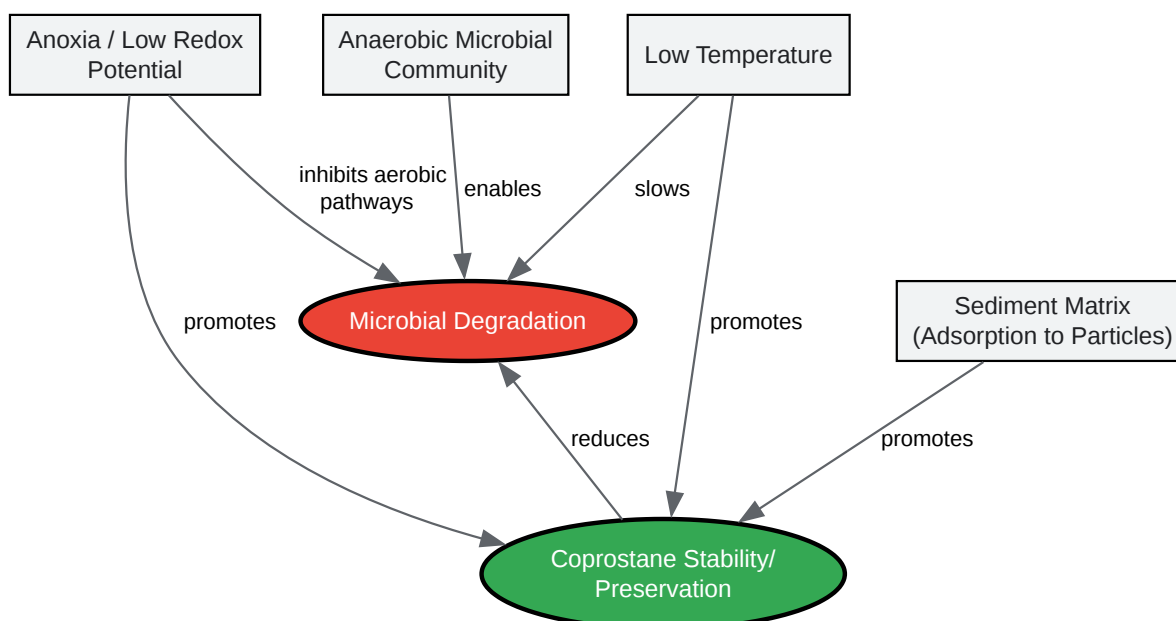 Anoxia / Low Redox
Potential
Anaerobic Microbial
Community
Low Temperature
inhibits aerobic
pathways
enables
slows
promotes
Microbial Degradation
promotes
Sediment Matrix
(Adsorption to Particles)
reduces
promotes
Coprostane Stability/
Preservation